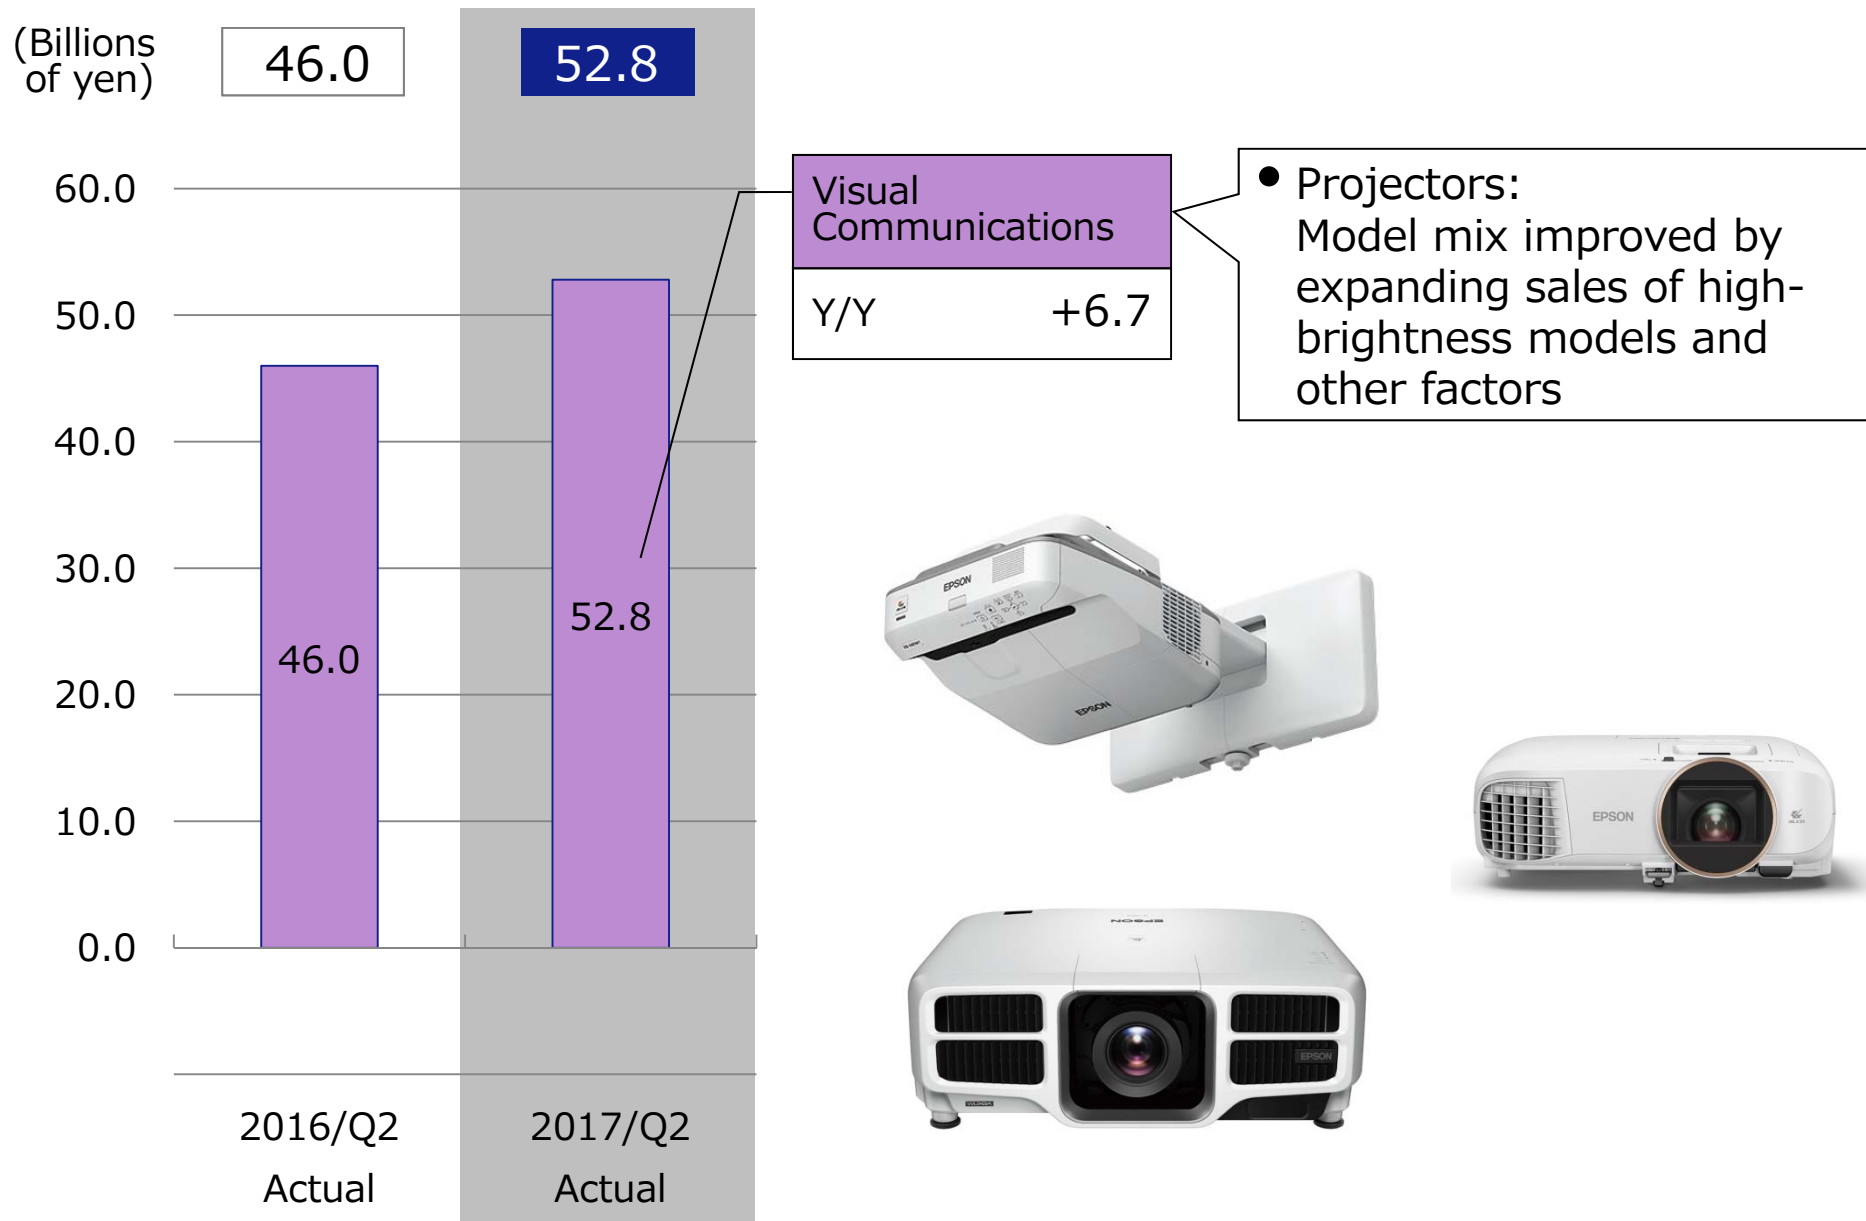 (Billions
of yen)
46.0
52.8
60.0
50.0
40.0
30.0
20.0
10.0
0.0
46.0
52.8
2016/Q2
Actual
2017/Q2
Actual
Visual
Communications
Y/Y +6.7
● Projectors:
Model mix improved by
expanding sales of high-
brightness models and
other factors
EPSON
EPSON
EPSON
EPSON
EPSON